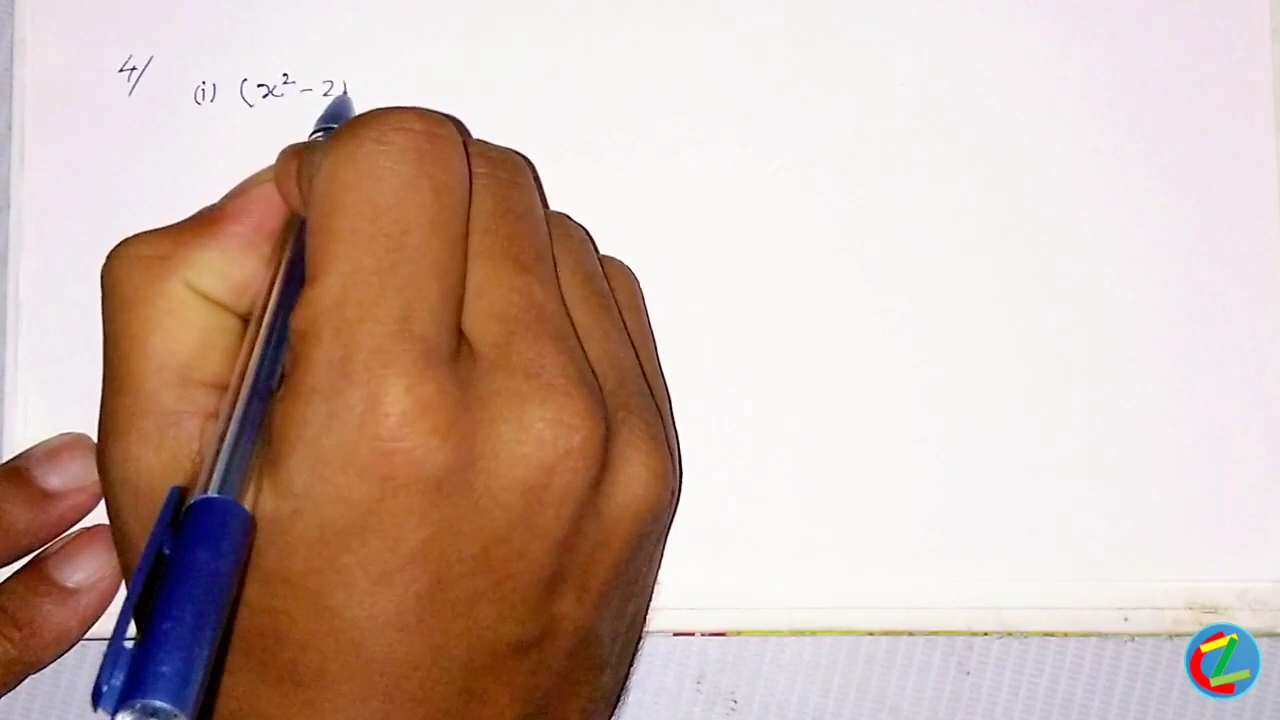 4/ (i) (x² - 2)